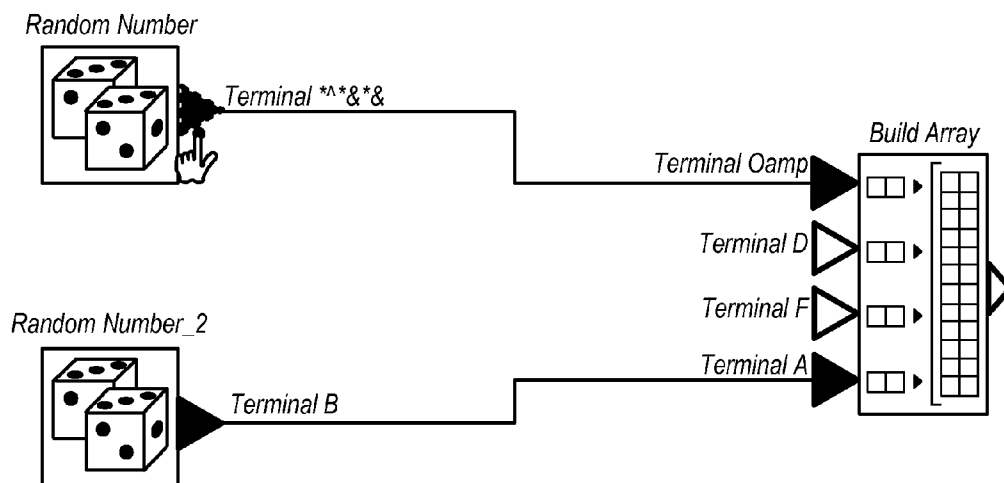 Random Number
Terminal *^*&*&
Build Array
Terminal Oamp
Terminal D
Terminal F
Random Number_2
Terminal A
Terminal B